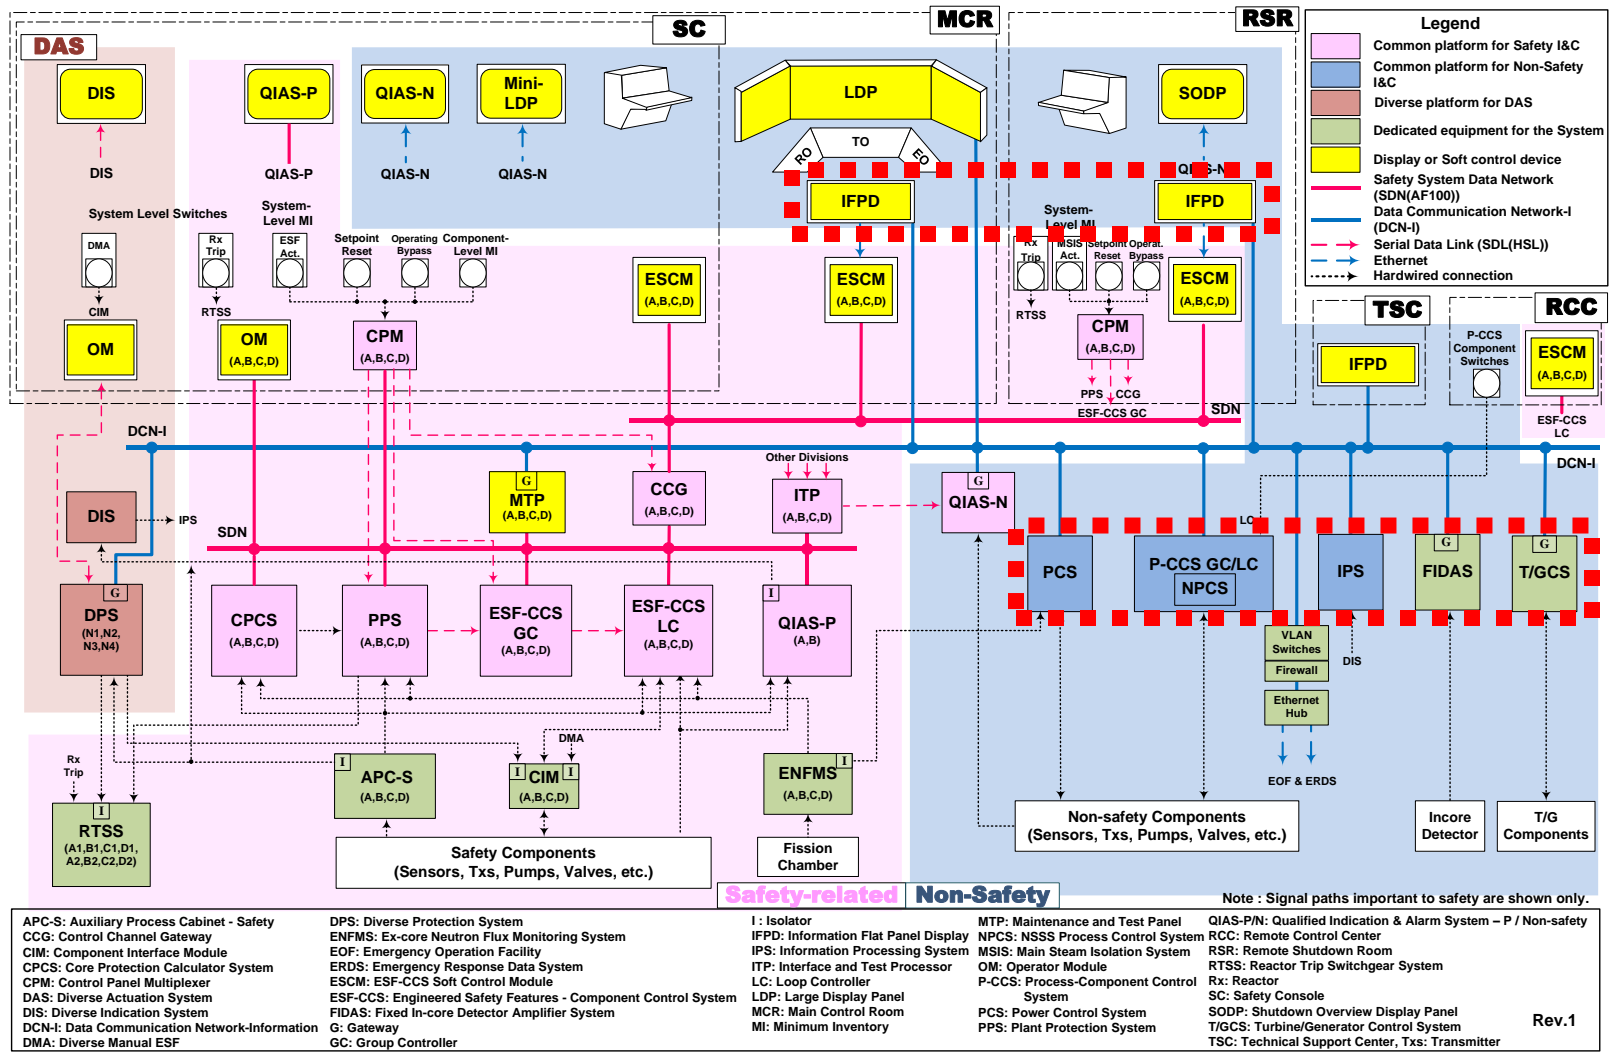 SC
MCR
RSR
DAS
DIS
QIAS-P
QIAS-N
Mini-
LDP
LDP
SODP
TO
RO
EO
DIS
QIAS-P
QIAS-N
QIAS-N
QIAS-N
IFPD
IFPD
System Level Switches
System-
Level MI
System-
Level MI
DMA
Rx
Trip
ESF
Act.
Setpoint
Reset
Operating
Bypass
Component-
Level MI
Rx
Trip
MSIS
Act.
Setpoint
Reset
Operat.
Bypass
CIM
RTSS
RTSS
OM
OM
(A,B,C,D)
CPM
(A,B,C,D)
ESCM
(A,B,C,D)
ESCM
(A,B,C,D)
CPM
(A,B,C,D)
ESCM
(A,B,C,D)
PPS
CCG
ESF-CCS GC
SDN
TSC
IFPD
RCC
P-CCS
Component
Switches
ESCM
(A,B,C,D)
ESF-CCS
LC
Legend
Common platform for Safety I&C
Common platform for Non-Safety
I&C
Diverse platform for DAS
Dedicated equipment for the System
Display or Soft control device
Safety System Data Network
(SDN(AF100))
Data Communication Network-I
(DCN-I)
Serial Data Link (SDL(HSL))
Ethernet
Hardwired connection
DCN-I
DCN-I
Other Divisions
DIS
IPS
SDN
G
MTP
(A,B,C,D)
CCG
(A,B,C,D)
ITP
(A,B,C,D)
G
QIAS-N
LC
G
DPS
(N1,N2,
N3,N4)
CPCS
(A,B,C,D)
PPS
(A,B,C,D)
ESF-CCS
GC
(A,B,C,D)
ESF-CCS
LC
(A,B,C,D)
I
QIAS-P
(A,B)
PCS
P-CCS GC/LC
NPCS
IPS
G
FIDAS
G
T/GCS
VLAN
Switches
Firewall
Ethernet
Hub
DIS
EOF & ERDS
Rx
Trip
I
RTSS
(A1,B1,C1,D1,
A2,B2,C2,D2)
I
APC-S
(A,B,C,D)
DMA
I
I
CIM
(A,B,C,D)
I
ENFMS
(A,B,C,D)
Safety Components
(Sensors, Txs, Pumps, Valves, etc.)
Fission
Chamber
Non-safety Components
(Sensors, Txs, Pumps, Valves, etc.)
Incore
Detector
T/G
Components
Safety-related
Non-Safety
Note : Signal paths important to safety are shown only.
APC-S: Auxiliary Process Cabinet - Safety
CCG: Control Channel Gateway
CIM: Component Interface Module
CPCS: Core Protection Calculator System
CPM: Control Panel Multiplexer
DAS: Diverse Actuation System
DIS: Diverse Indication System
DCN-I: Data Communication Network-Information
DMA: Diverse Manual ESF
DPS: Diverse Protection System
ENFMS: Ex-core Neutron Flux Monitoring System
EOF: Emergency Operation Facility
ERDS: Emergency Response Data System
ESCM: ESF-CCS Soft Control Module
ESF-CCS: Engineered Safety Features - Component Control System
FIDAS: Fixed In-core Detector Amplifier System
G: Gateway
GC: Group Controller
I : Isolator
IFPD: Information Flat Panel Display
IPS: Information Processing System
ITP: Interface and Test Processor
LC: Loop Controller
LDP: Large Display Panel
MCR: Main Control Room
MI: Minimum Inventory
MTP: Maintenance and Test Panel
NPCS: NSSS Process Control System
MSIS: Main Steam Isolation System
OM: Operator Module
P-CCS: Process-Component Control
System
PCS: Power Control System
PPS: Plant Protection System
QIAS-P/N: Qualified Indication & Alarm System – P / Non-safety
RCC: Remote Control Center
RSR: Remote Shutdown Room
RTSS: Reactor Trip Switchgear System
Rx: Reactor
SC: Safety Console
SODP: Shutdown Overview Display Panel
T/GCS: Turbine/Generator Control System
TSC: Technical Support Center, Txs: Transmitter
Rev.1